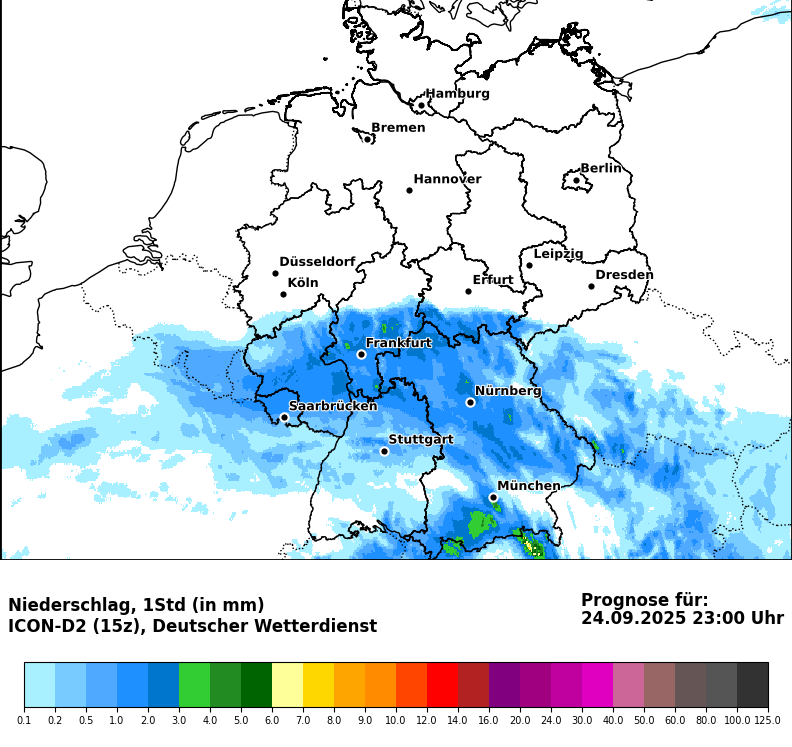 Hamburg
Bremen
Berlin
Hannover
Leipzig
Düsseldorf
Dresden
Köln
Erfurt
Frankfurt
Nürnberg
Saarbrücken
Stuttgart
München
Niederschlag, 1Std (in mm)
ICON-D2 (15z), Deutscher Wetterdienst
Prognose für:
24.09.2025 23:00 Uhr
0.1 0.2 0.5 1.0 2.0 3.0 4.0 5.0 6.0 7.0 8.0 9.0 10.0 12.0 14.0 16.0 20.0 24.0 30.0 40.0 50.0 60.0 80.0 100.0 125.0